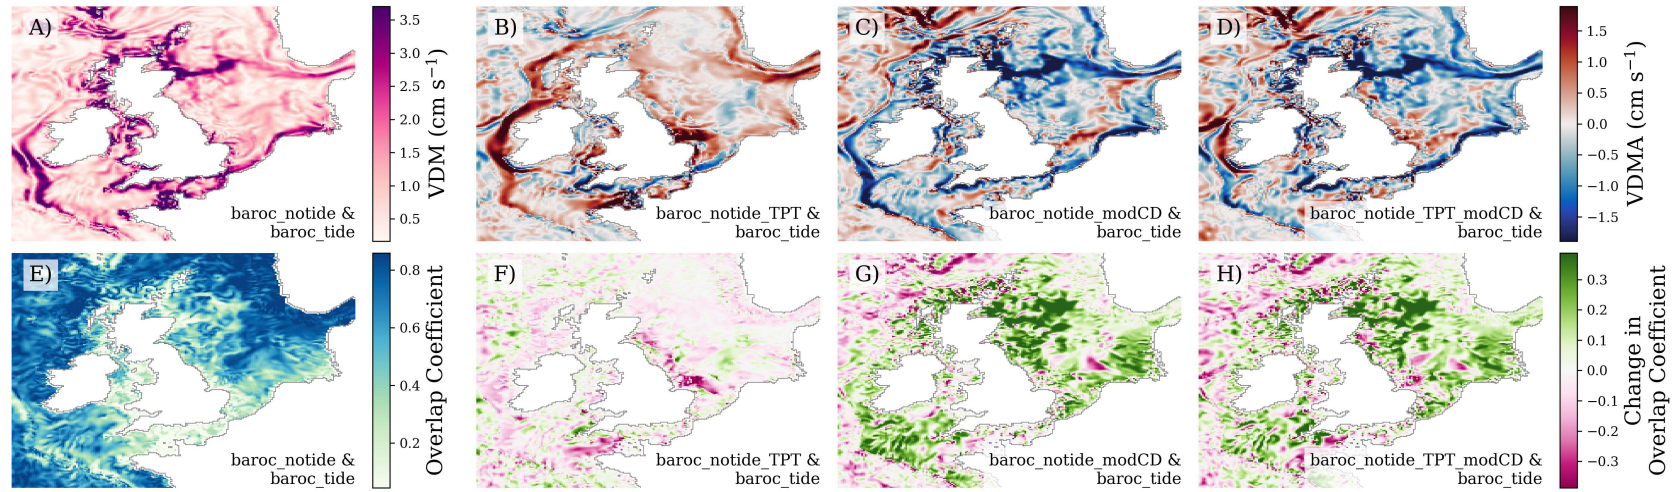 A)
baroc_notide &
baroc_tide
3.5
3.0
2.5
2.0
1.5
1.0
0.5
VDM (cm s⁻¹)
B)
baroc_notide_TPT &
baroc_tide
C)
baroc_notide_modCD &
baroc_tide
D)
baroc_notide_TPT_modCD &
baroc_tide
1.5
1.0
0.5
0.0
−0.5
−1.0
−1.5
VDMA (cm s⁻¹)
E)
baroc_notide &
baroc_tide
0.8
0.6
0.4
0.2
Overlap Coefficient
F)
baroc_notide_TPT &
baroc_tide
G)
baroc_notide_modCD &
baroc_tide
H)
baroc_notide_TPT_modCD &
baroc_tide
0.3
0.2
0.1
0.0
−0.1
−0.2
−0.3
Change in
Overlap Coefficient